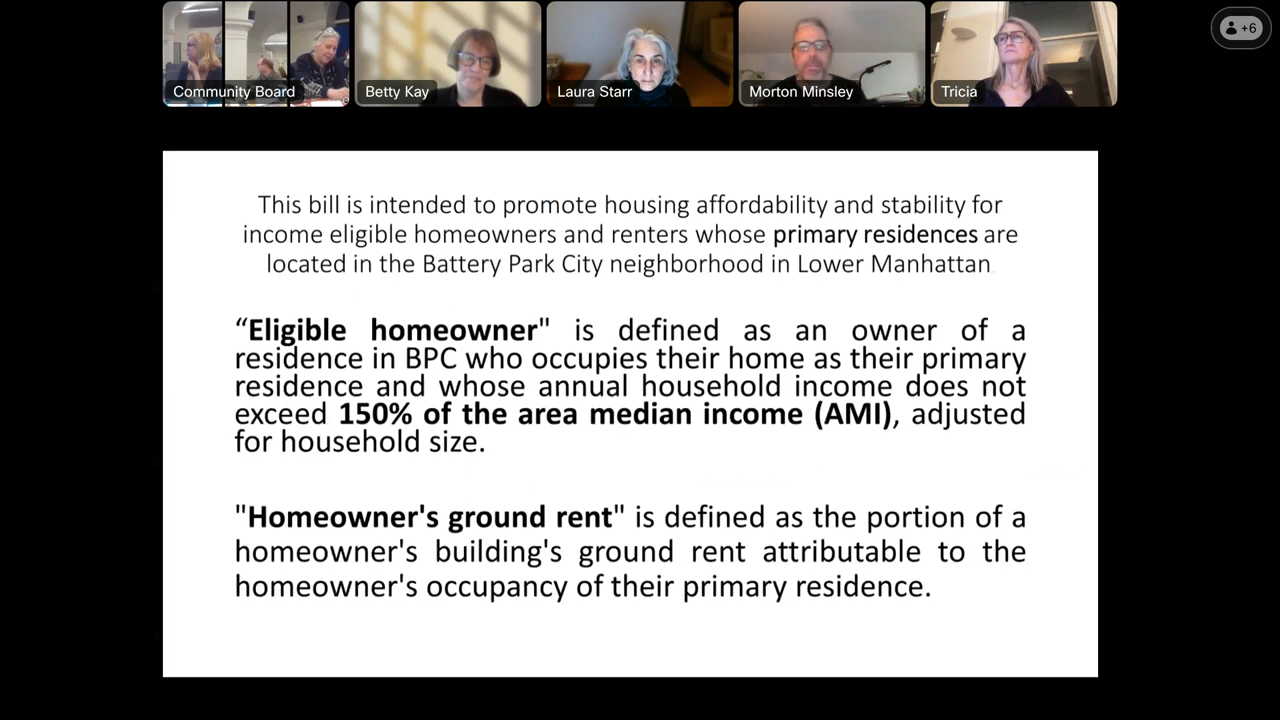 Community Board
Betty Kay
Laura Starr
Morton Minsley
Tricia
+6
This bill is intended to promote housing affordability and stability for
income eligible homeowners and renters whose primary residences are
located in the Battery Park City neighborhood in Lower Manhattan.
“Eligible homeowner" is defined as an owner of a
residence in BPC who occupies their home as their primary
residence and whose annual household income does not
exceed 150% of the area median income (AMI), adjusted
for household size.
"Homeowner's ground rent" is defined as the portion of a
homeowner's building's ground rent attributable to the
homeowner's occupancy of their primary residence.